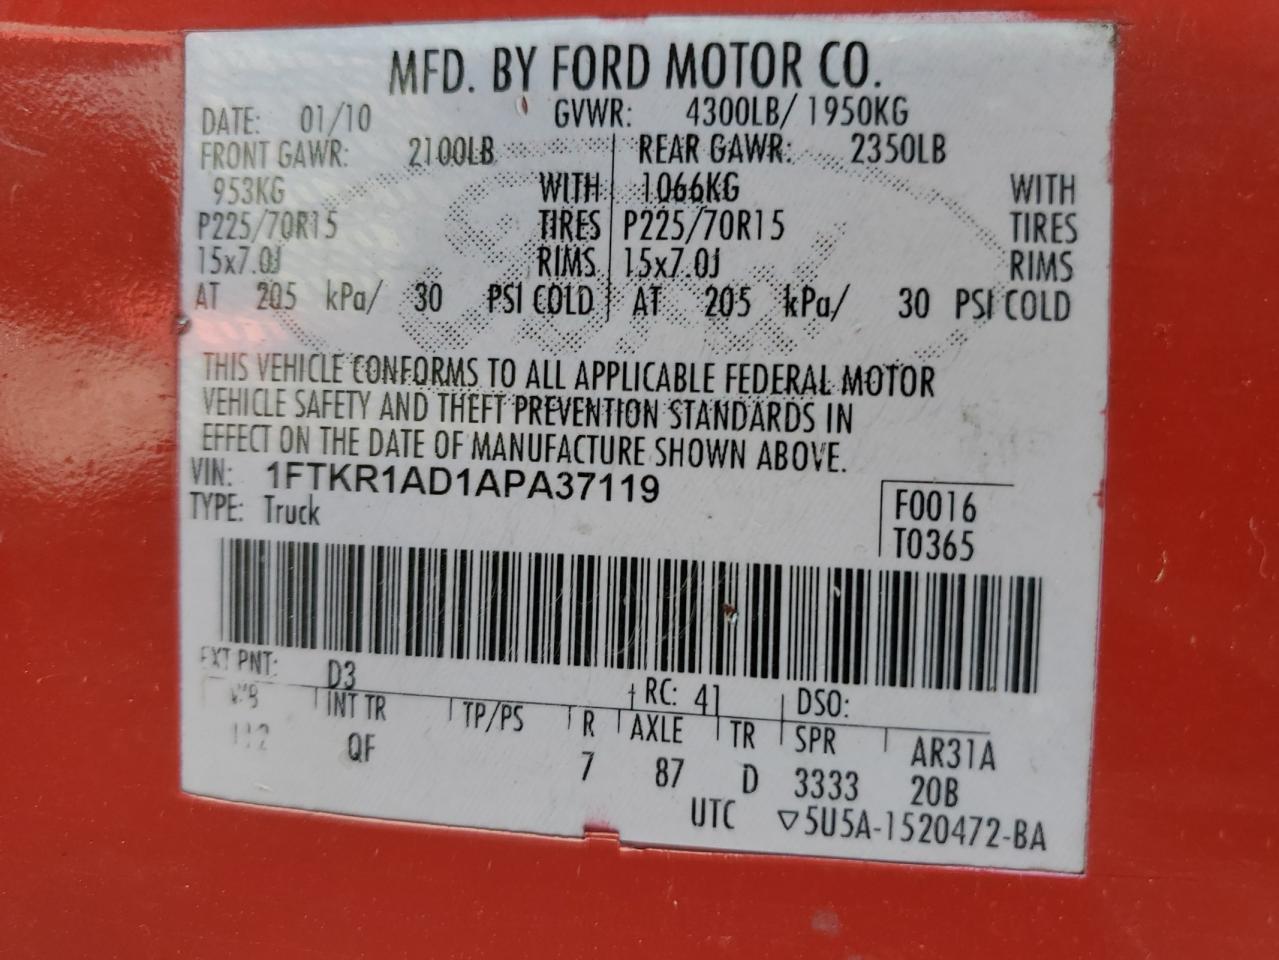 MFD. BY FORD MOTOR CO.
DATE: 01/10 GVWR: 4300LB/ 1950KG
FRONT GAWR: 2100LB REAR GAWR: 2350LB
953KG WITH 1066KG WITH
P225/70R15 TIRES P225/70R15 TIRES
15x7.0J RIMS 15x7.0J RIMS
AT 205 kPa/ 30 PSI COLD AT 205 kPa/ 30 PSI COLD
THIS VEHICLE CONFORMS TO ALL APPLICABLE FEDERAL MOTOR
VEHICLE SAFETY AND THEFT PREVENTION STANDARDS IN
EFFECT ON THE DATE OF MANUFACTURE SHOWN ABOVE.
VIN: 1FTKR1AD1APA37119 F0016
TYPE: Truck T0365
EXT PNT: D3 RC: 41 DSO:
WB INT TR TP/PS R AXLE TR SPR AR31A
112 QF 7 87 D 3333 20B
UTC ▽5U5A-1520472-BA